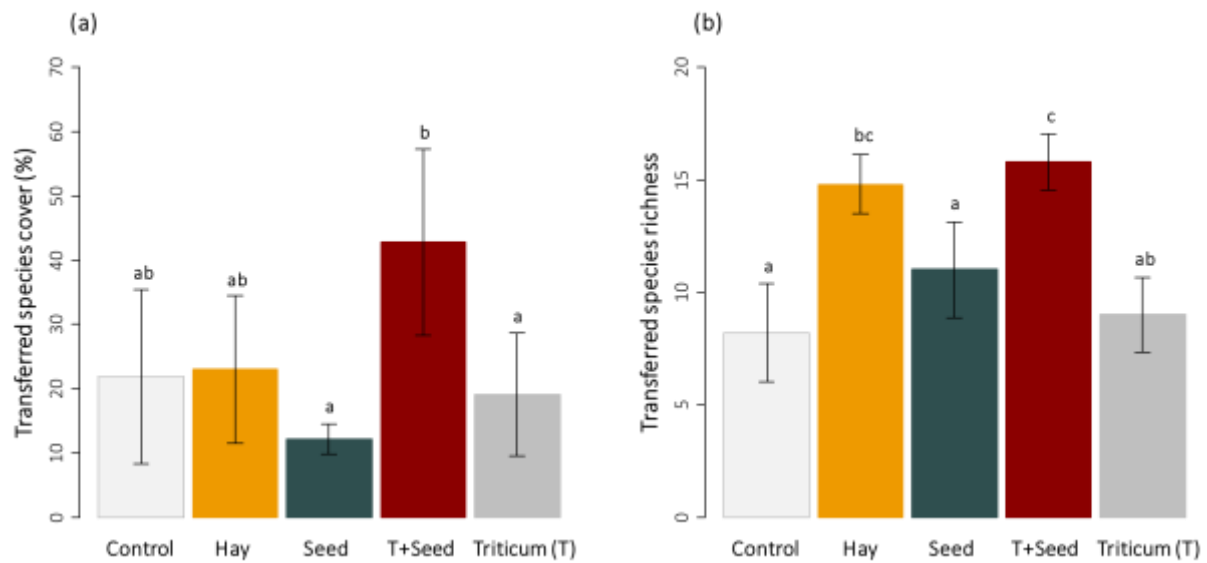 (a)
Transferred species cover (%)
70
60
50
40
30
20
10
0
ab
ab
a
b
a
Control Hay Seed T+Seed Triticum (T)
(b)
Transferred species richness
20
15
10
5
0
a
bc
a
c
ab
Control Hay Seed T+Seed Triticum (T)